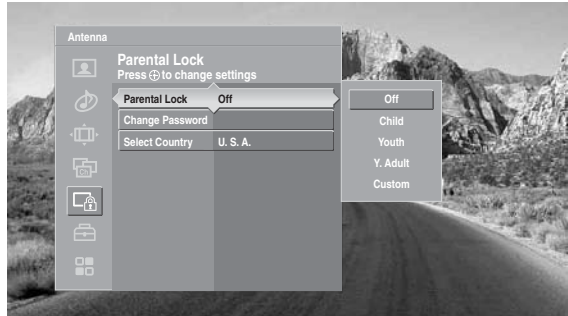 Antenna
Parental Lock
Press to change settings
Parental Lock Off
Change Password
Select Country U. S. A.
Off
Child
Youth
Y. Adult
Custom